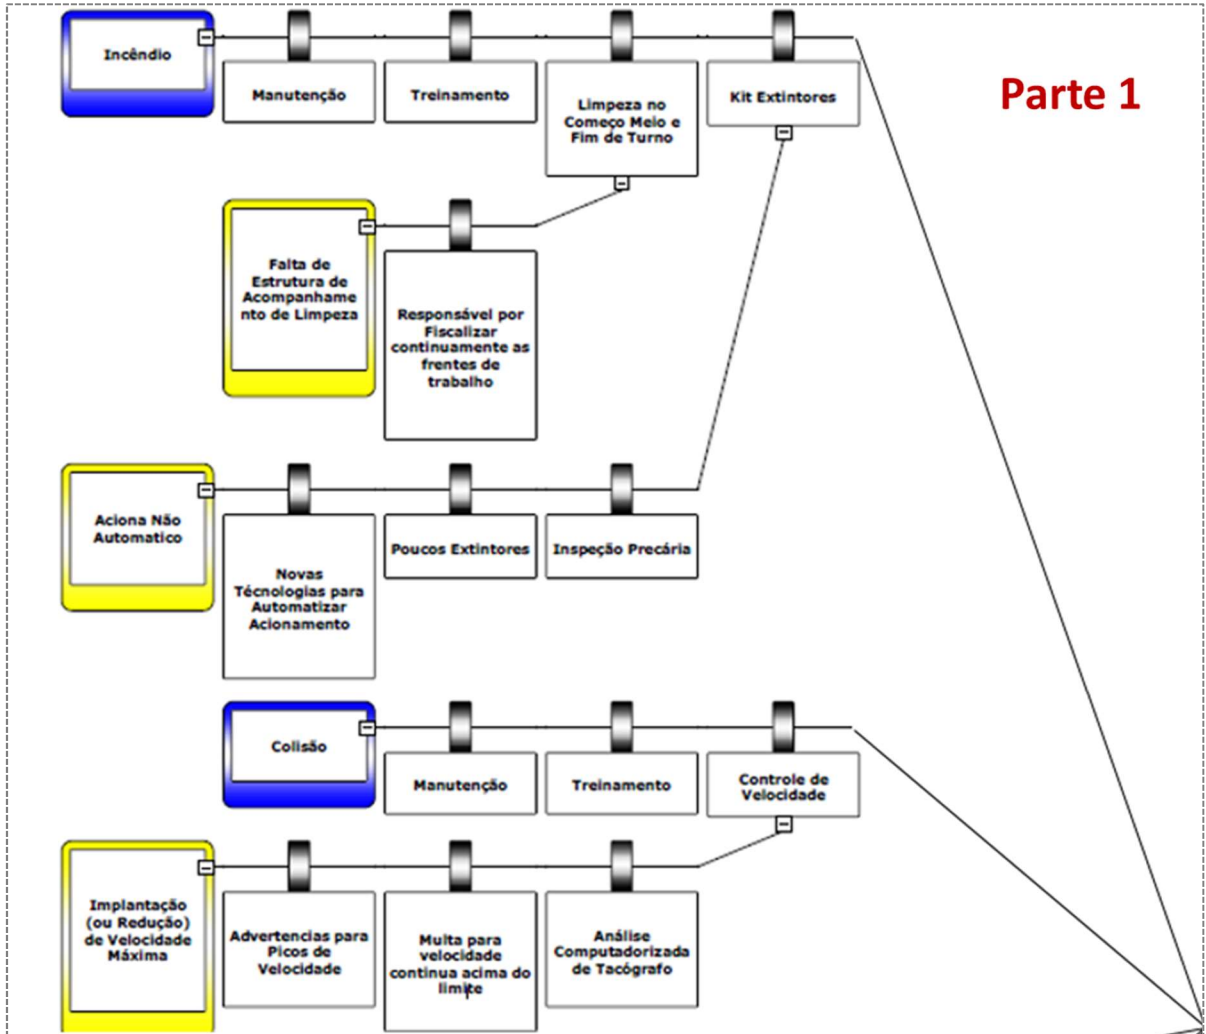 Incêndio
Manutenção
Treinamento
Limpeza no
Começo Meio e
Fim de Turno
Kit Extintores
Parte 1
Falta de
Estrutura de
Acompanhame
nto de Limpeza
Responsável por
Fiscalizar
continuamente as
frentes de
trabalho
Aciona Não
Automatico
Novas
Técnologias para
Automatizar
Acionamento
Poucos Extintores
Inspeção Precária
Colisão
Manutenção
Treinamento
Controle de
Velocidade
Implantação
(ou Redução)
de Velocidade
Máxima
Advertencias para
Picos de
Velocidade
Multa para
velocidade
continua acima do
limite
Análise
Computadorizada
de Tacógrafo